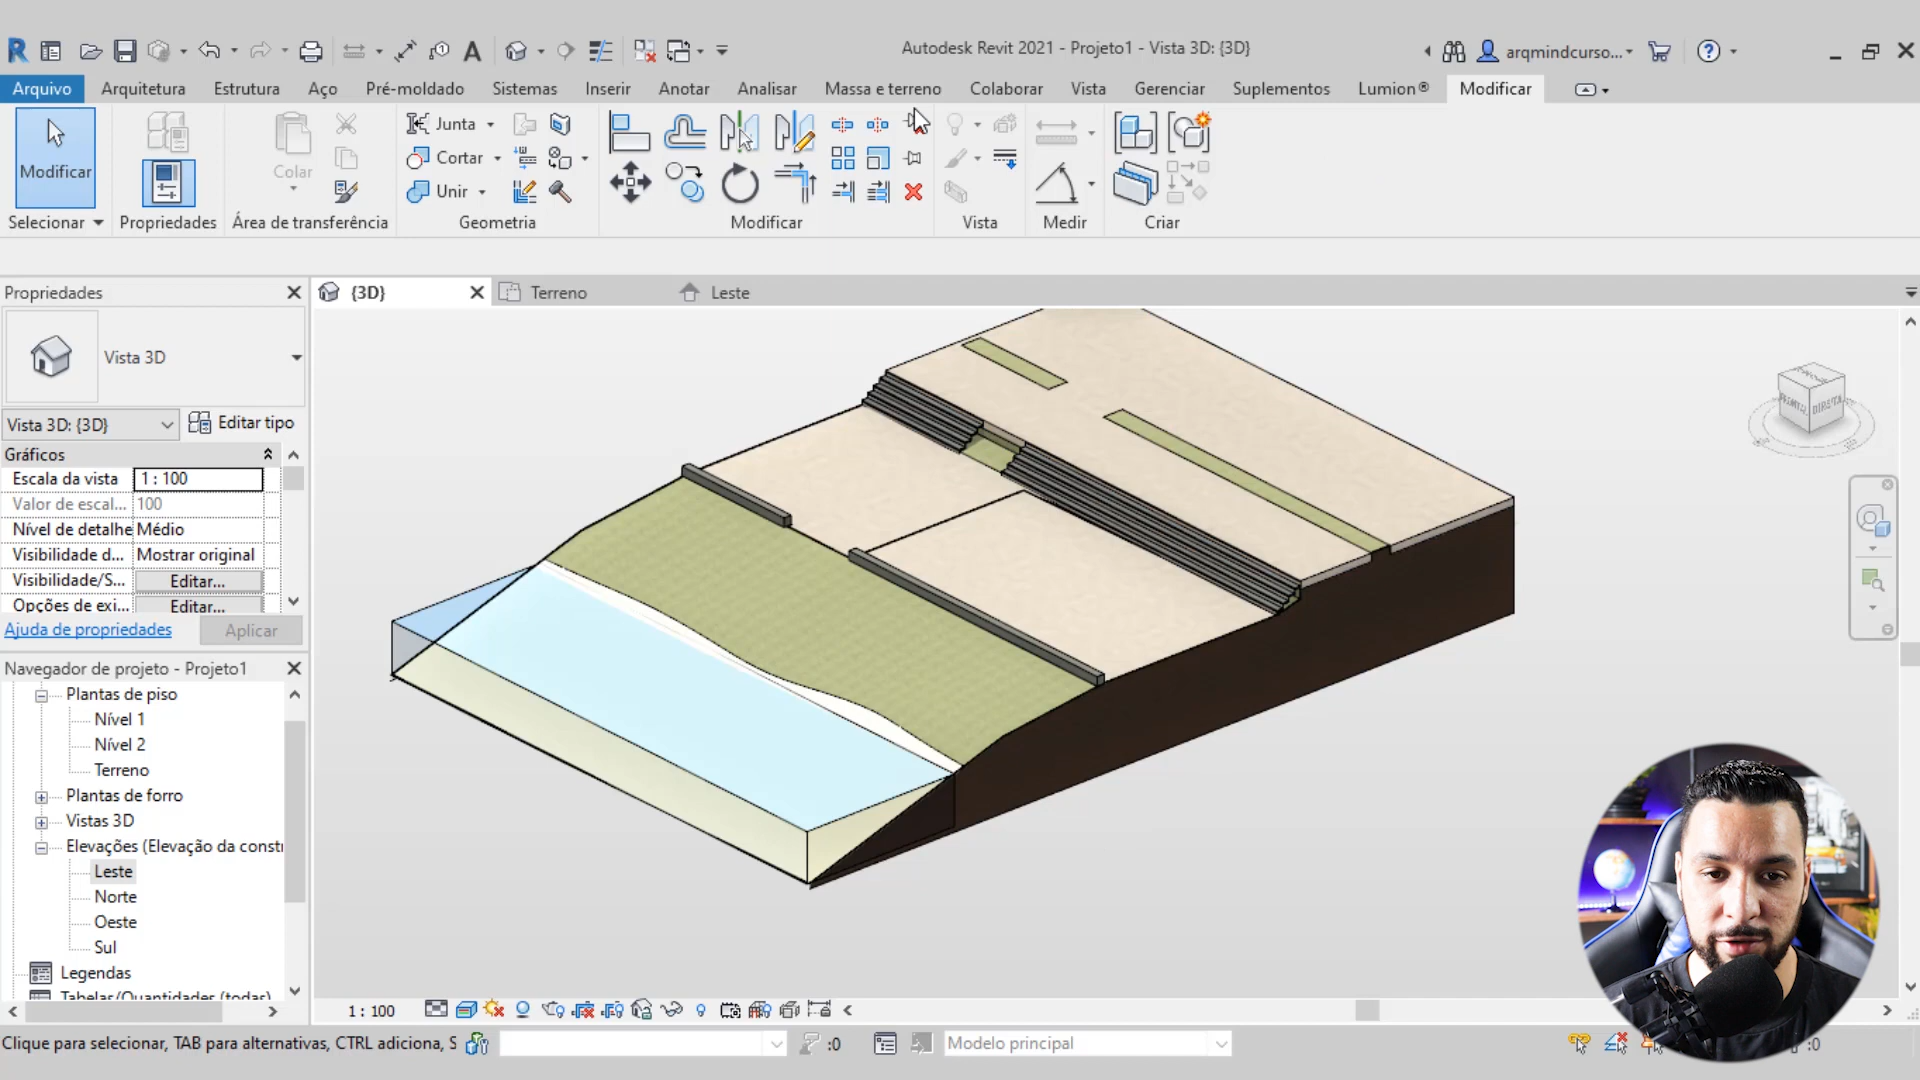 Autodesk Revit 2021 - Projeto1 - Vista 3D: {3D}
arqmindcurso...
Arquivo
Arquitetura
Estrutura
Aço
Pré-moldado
Sistemas
Inserir
Anotar
Analisar
Massa e terreno
Colaborar
Vista
Gerenciar
Suplementos
Lumion®
Modificar
Modificar
Colar
Junta
Cortar
Unir
Selecionar
Propriedades
Área de transferência
Geometria
Modificar
Vista
Medir
Criar
Propriedades
{3D}
Terreno
Leste
Vista 3D
Vista 3D: {3D}
Editar tipo
Gráficos
Escala da vista
1 : 100
Valor de escal...
100
Nível de detalhe
Médio
Visibilidade d...
Mostrar original
Visibilidade/S...
Editar...
Opções de exi...
Editar...
Ajuda de propriedades
Aplicar
Navegador de projeto - Projeto1
Plantas de piso
Nível 1
Nível 2
Terreno
Plantas de forro
Vistas 3D
Elevações (Elevação da constr
Leste
Norte
Oeste
Sul
Legendas
Tabelas/Quantidades (todas)
1 : 100
Clique para selecionar, TAB para alternativas, CTRL adiciona, S
:0
Modelo principal
:0